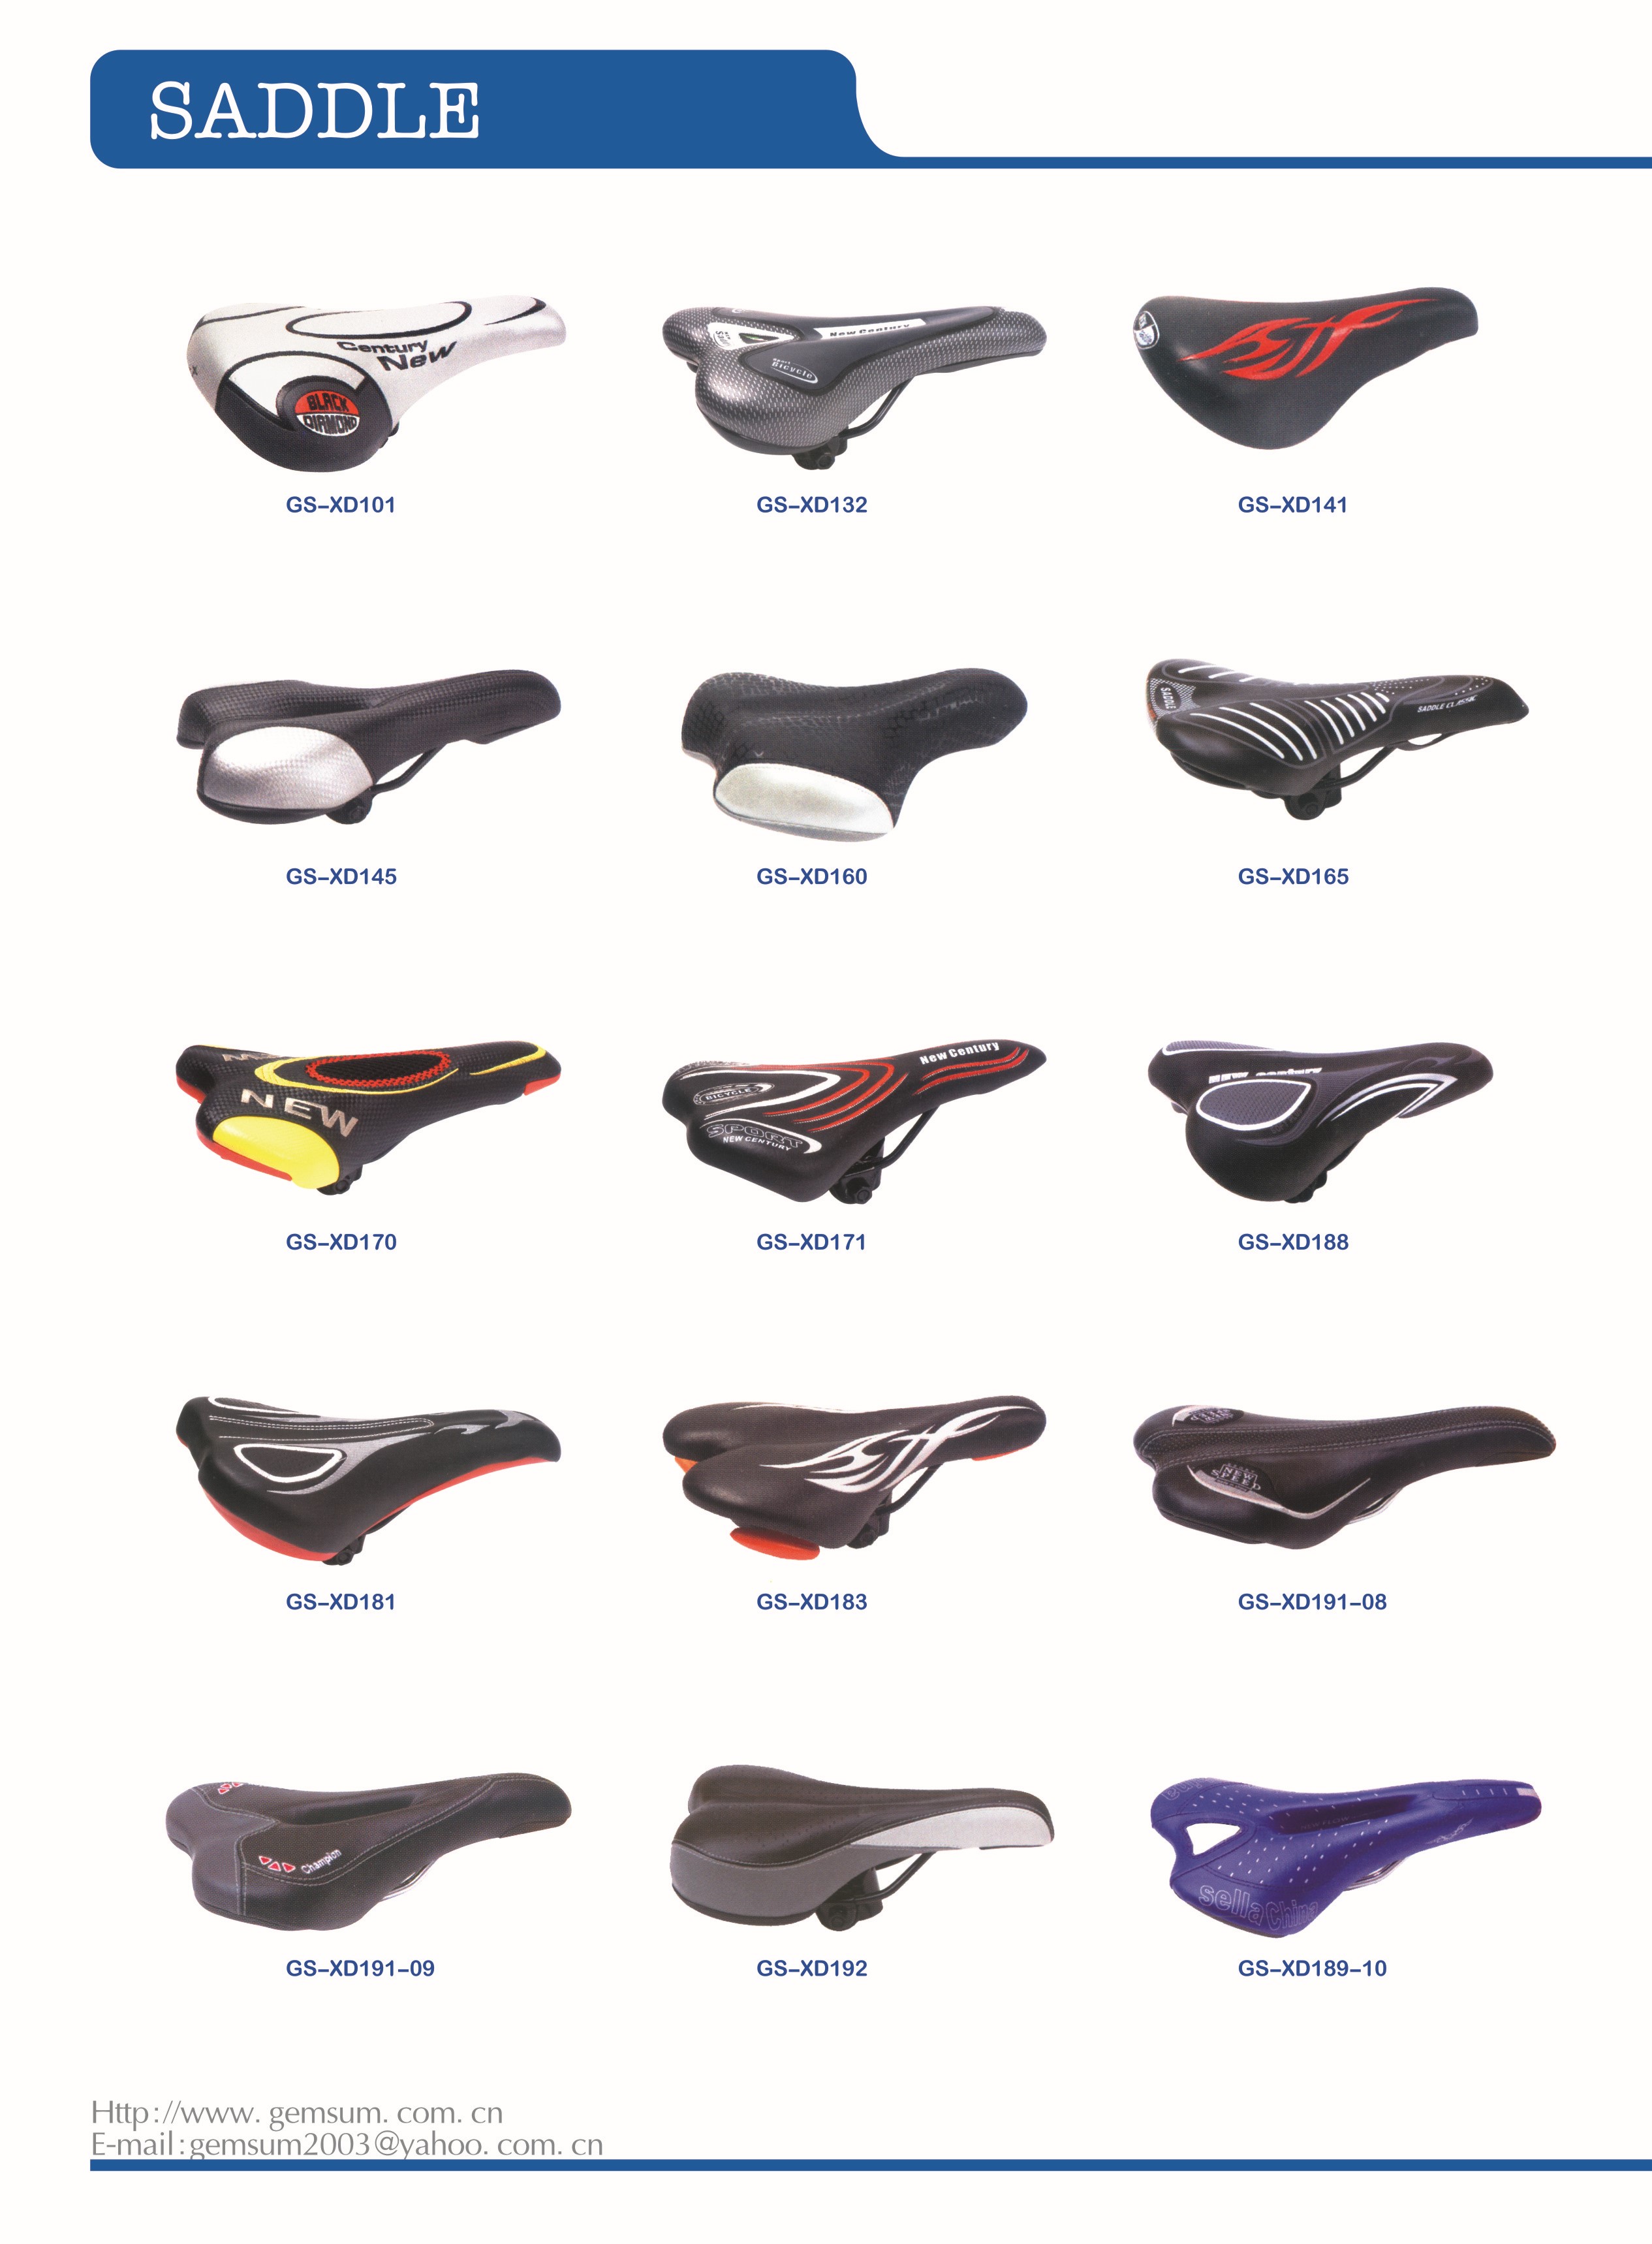 SADDLE
Century
New
BLACK
DIAMOND
New Century
Bicycle
GS–XD101
GS–XD132
GS–XD141
SADDLE
SADDLE CLASSIC
GS–XD145
GS–XD160
GS–XD165
NEW
New Century
BICYCLE
SPORT
NEW CENTURY
New Century
GS–XD170
GS–XD171
GS–XD188
NEW
SPEED
GS–XD181
GS–XD183
GS–XD191–08
Champion
sella China
GS–XD191–09
GS–XD192
GS–XD189–10
Http://www. gemsum. com. cn
E-mail:gemsum2003@yahoo. com. cn